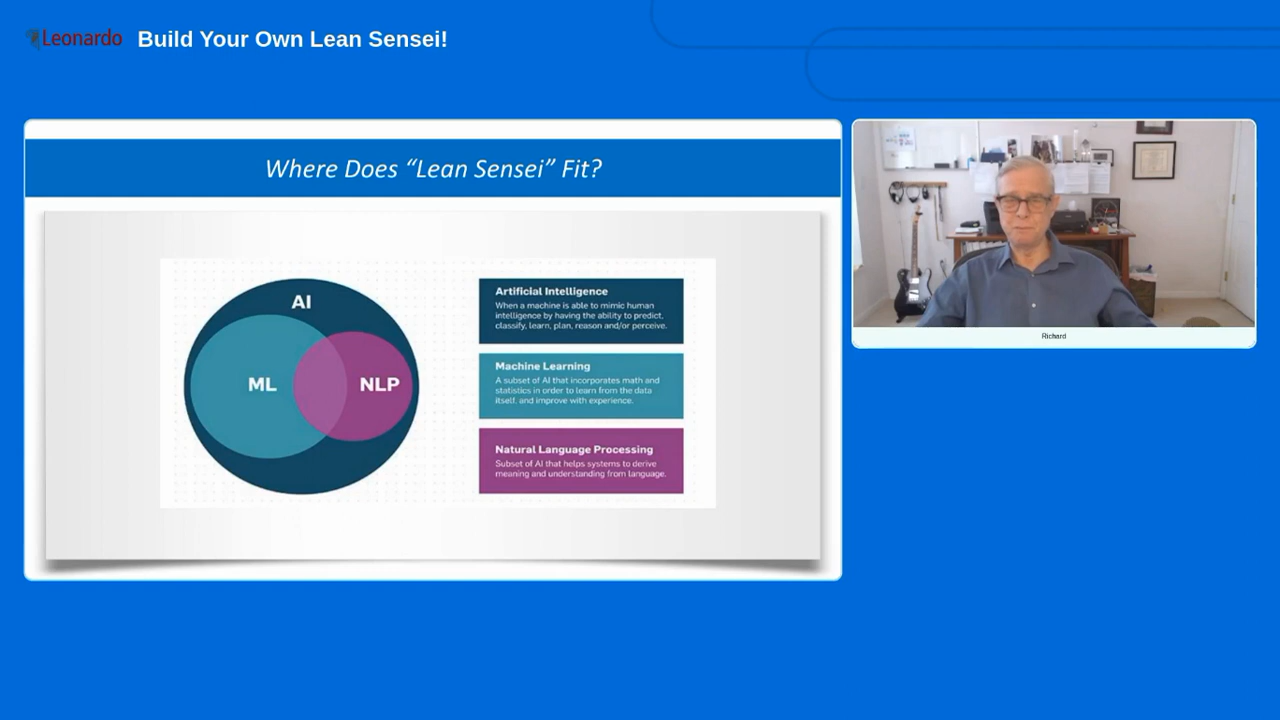 Leonardo
Build Your Own Lean Sensei!
Where Does “Lean Sensei” Fit?
AI
ML
NLP
Artificial Intelligence
When a machine is able to mimic human
intelligence by having the ability to predict,
classify, learn, plan, reason and/or perceive.
Machine Learning
A subset of AI that incorporates math and
statistics in order to learn from the data
itself, and improve with experience.
Natural Language Processing
Subset of AI that helps systems to derive
meaning and understanding from language.
Richard